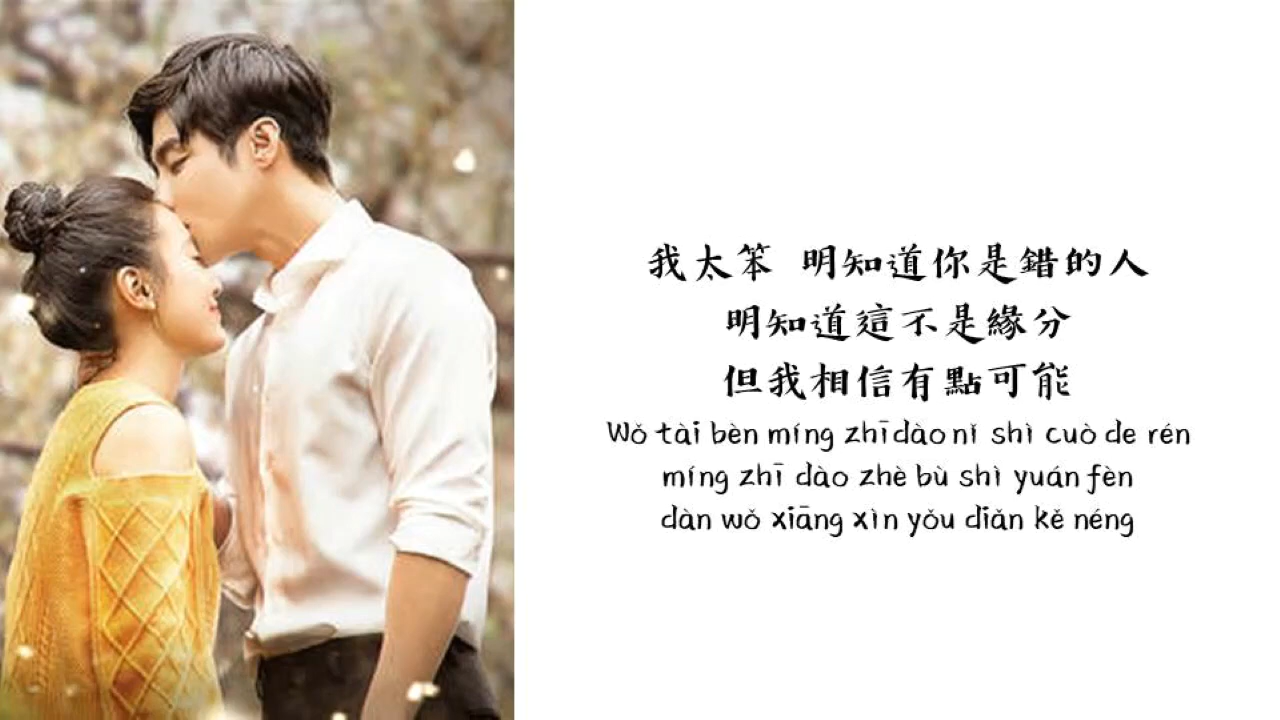 我太笨 明知道你是錯的人
明知道這不是緣分
但我相信有點可能
Wǒ tài bèn míng zhī dào nǐ shì cuò de rén
míng zhī dào zhè bù shì yuán fèn
dàn wǒ xiāng xìn yǒu diǎn kě néng